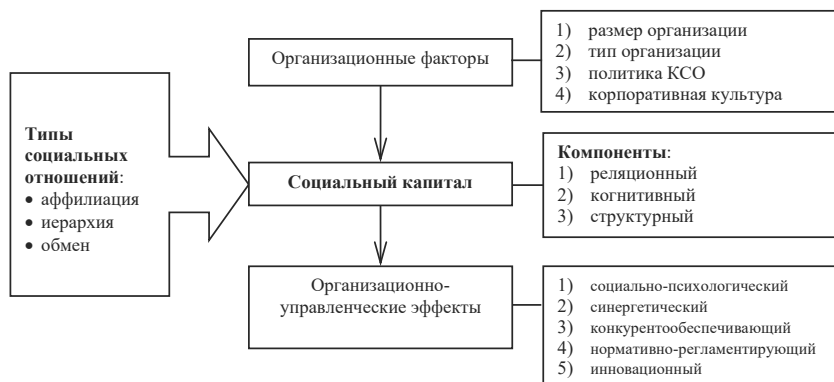 Типы
социальных
отношений:
• аффилиация
• иерархия
• обмен
Организационные факторы
1) размер организации
2) тип организации
3) политика КСО
4) корпоративная культура
Социальный капитал
Компоненты:
1) реляционный
2) когнитивный
3) структурный
Организационно-
управленческие эффекты
1) социально-психологический
2) синергетический
3) конкурентообеспечивающий
4) нормативно-регламентирующий
5) инновационный